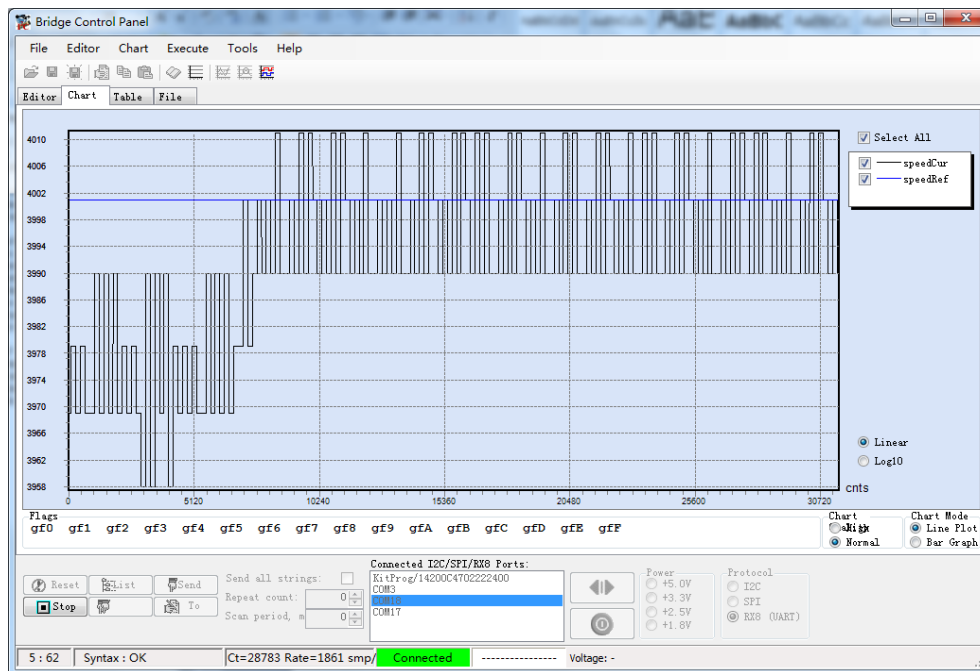 Bridge Control Panel
File Editor Chart Execute Tools Help
Editor Chart Table File
4010
4006
4002
3998
3994
3990
3986
3982
3978
3974
3970
3966
3962
3958
0 5120 10240 15360 20480 25600 30720 cnts
Select All
speedCur
speedRef
Linear
Log10
Flags
gf0 gf1 gf2 gf3 gf4 gf5 gf6 gf7 gf8 gf9 gfA gfB gfC gfD gfE gfF
Chart
Normal
Chart Mode
Line Plot
Bar Graph
Reset List Send
Stop To
Send all strings:
Repeat count: 0
Scan period, m 0
Connected I2C/SPI/RX8 Ports:
KitProg/14200C4702222400
COM3
COM18
COM17
Power
+5.0V
+3.3V
+2.5V
+1.8V
Protocol
I2C
SPI
RX8 (UART)
5 : 62 Syntax : OK Ct=28783 Rate=1861 smp/ Connected --------------- Voltage: -